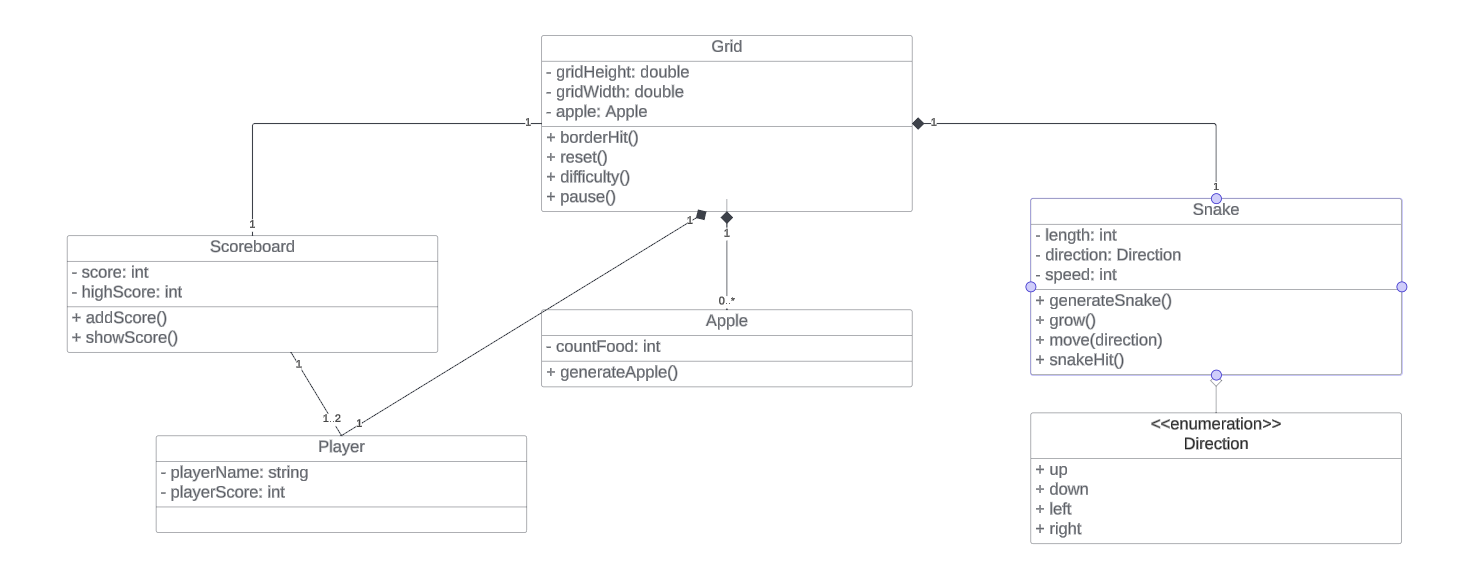 Grid
- gridHeight: double
- gridWidth: double
- apple: Apple
+ borderHit()
+ reset()
+ difficulty()
+ pause()
1
1
1
1
1
1
1
0..*
Scoreboard
- score: int
- highScore: int
+ addScore()
+ showScore()
1
1..2
1
Player
- playerName: string
- playerScore: int
Apple
- countFood: int
+ generateApple()
Snake
- length: int
- direction: Direction
- speed: int
+ generateSnake()
+ grow()
+ move(direction)
+ snakeHit()
<<enumeration>>
Direction
+ up
+ down
+ left
+ right